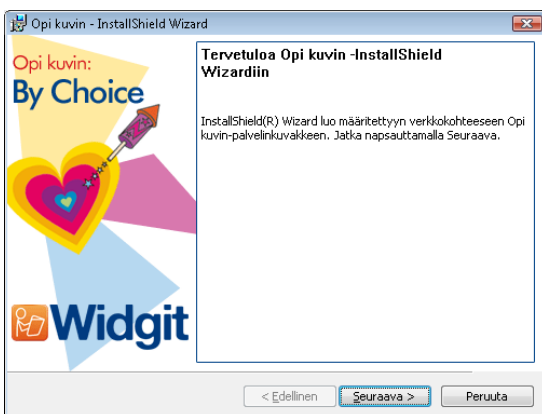 Opi kuvin - InstallShield Wizard
Opi kuvin:
By Choice
Widgit
Tervetuloa Opi kuvin -InstallShield
Wizardiin
InstallShield(R) Wizard luo määritettyyn verkkokohteeseen Opi
kuvin-palvelinkuvakkeen. Jatka napsauttamalla Seuraava.
< Edellinen
Seuraava >
Peruuta